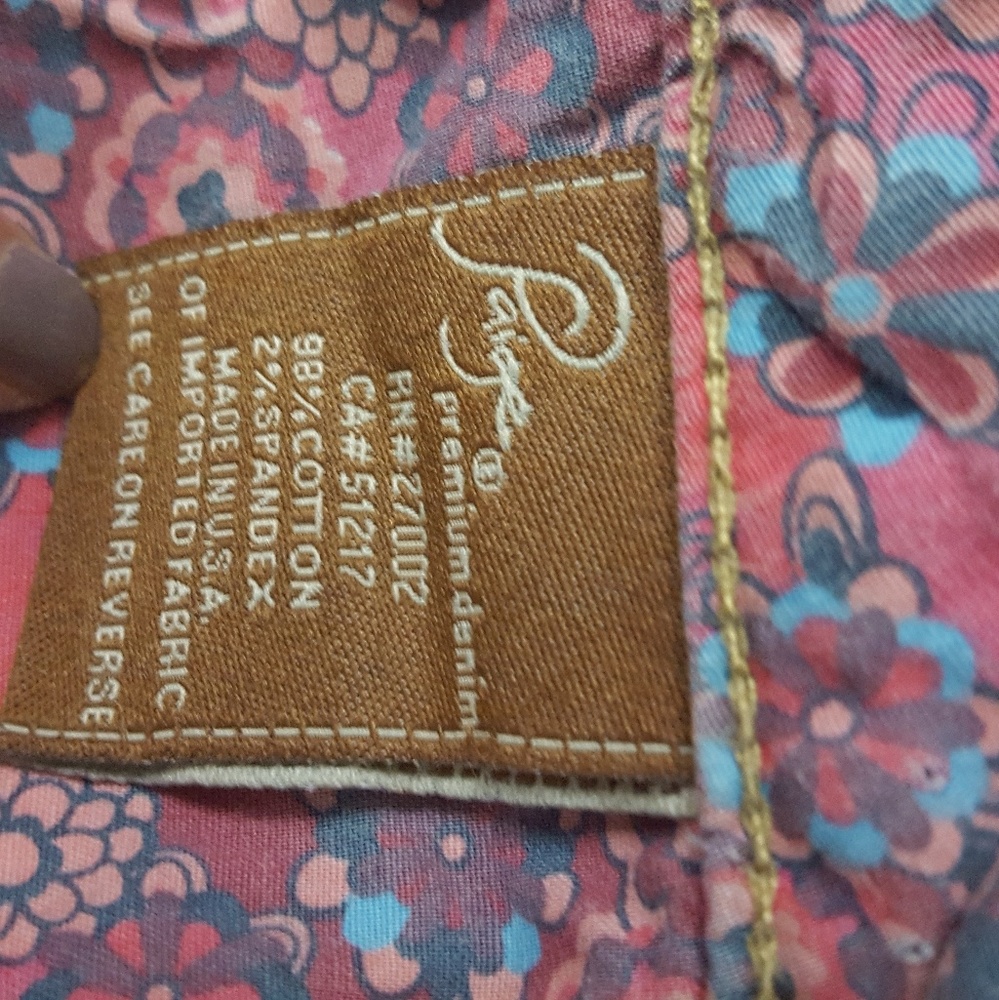 Paige®
Premium denim
RN# 27002
CA# 51217
98% COTTON
2% SPANDEX
MADE IN U.S.A.
OF IMPORTED FABRIC
SEE CARE ON REVERSE